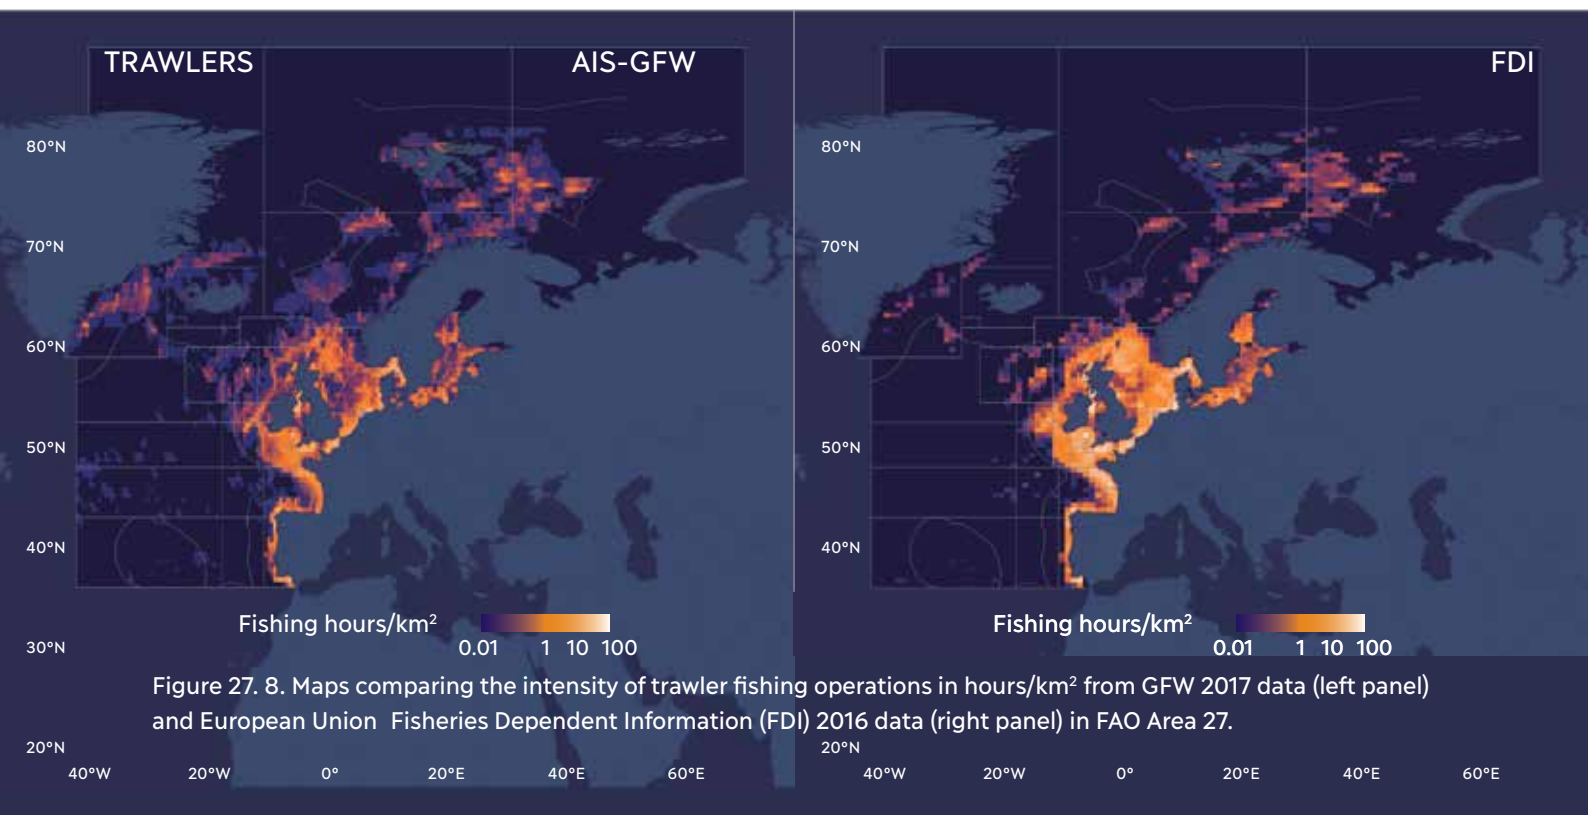 TRAWLERS AIS-GFW
FDI
80°N
70°N
60°N
50°N
40°N
30°N
20°N
80°N
70°N
60°N
50°N
40°N
20°N
Fishing hours/km²
0.01 1 10 100
Fishing hours/km²
0.01 1 10 100
Figure 27. 8. Maps comparing the intensity of trawler fishing operations in hours/km² from GFW 2017 data (left panel)
and European Union Fisheries Dependent Information (FDI) 2016 data (right panel) in FAO Area 27.
40°W 20°W 0° 20°E 40°E 60°E
40°W 20°W 0° 20°E 40°E 60°E